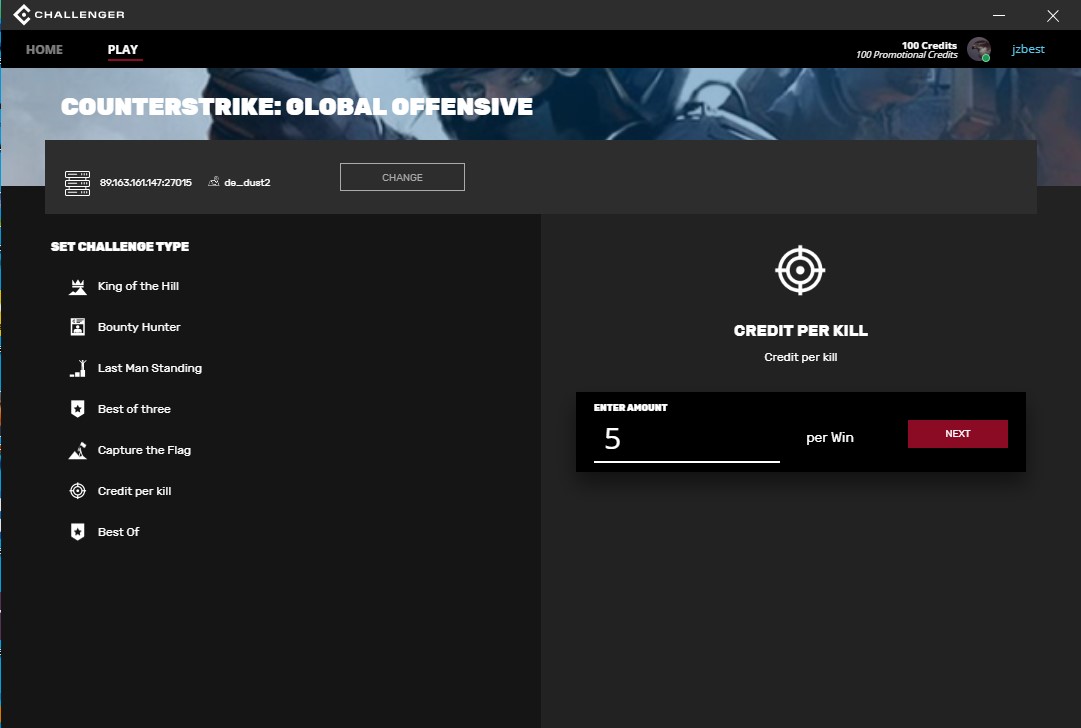 CHALLENGER
HOME PLAY
100 Credits
100 Promotional Credits
jzbest
COUNTERSTRIKE: GLOBAL OFFENSIVE
89.163.161.147:27015 de_dust2 CHANGE
SET CHALLENGE TYPE
King of the Hill
Bounty Hunter
Last Man Standing
Best of three
Capture the Flag
Credit per kill
Best Of
CREDIT PER KILL
Credit per kill
ENTER AMOUNT
5 per Win NEXT